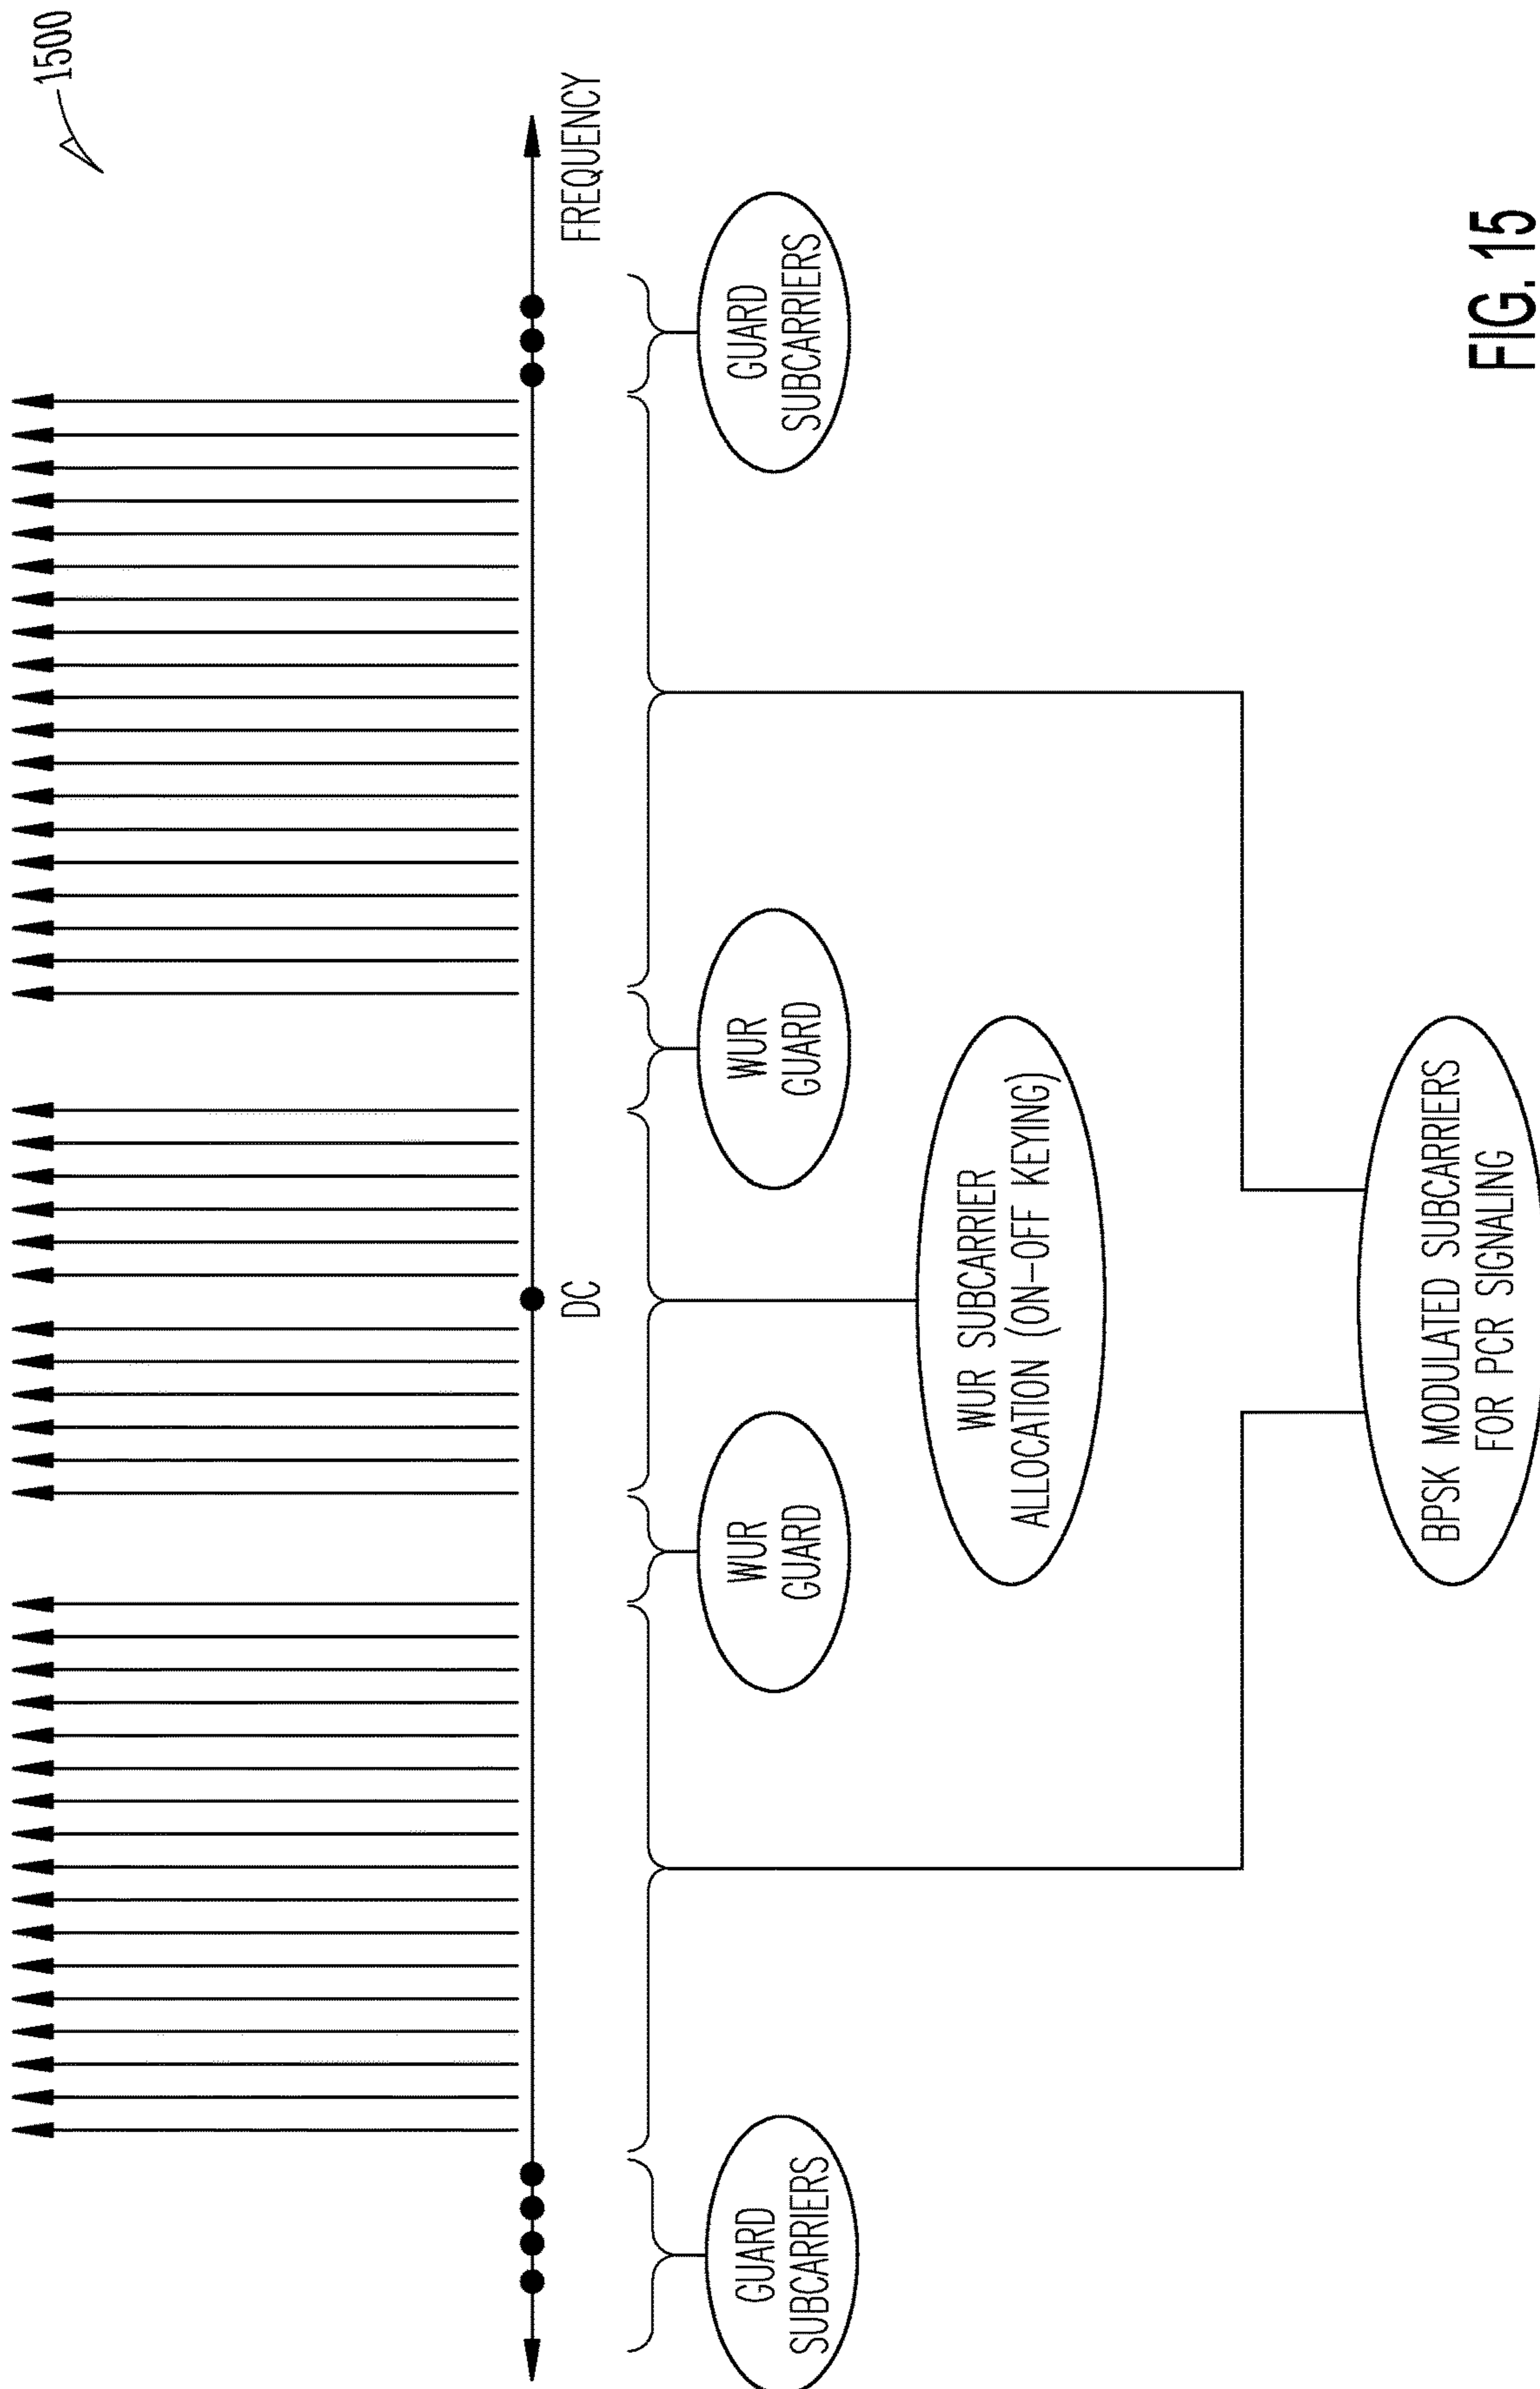 1500
FREQUENCY
DC
GUARD
SUBCARRIERS
WUR
GUARD
WUR
GUARD
GUARD
SUBCARRIERS
WUR SUBCARRIER
ALLOCATION (ON-OFF KEYING)
BPSK MODULATED SUBCARRIERS
FOR PCR SIGNALING
FIG. 15